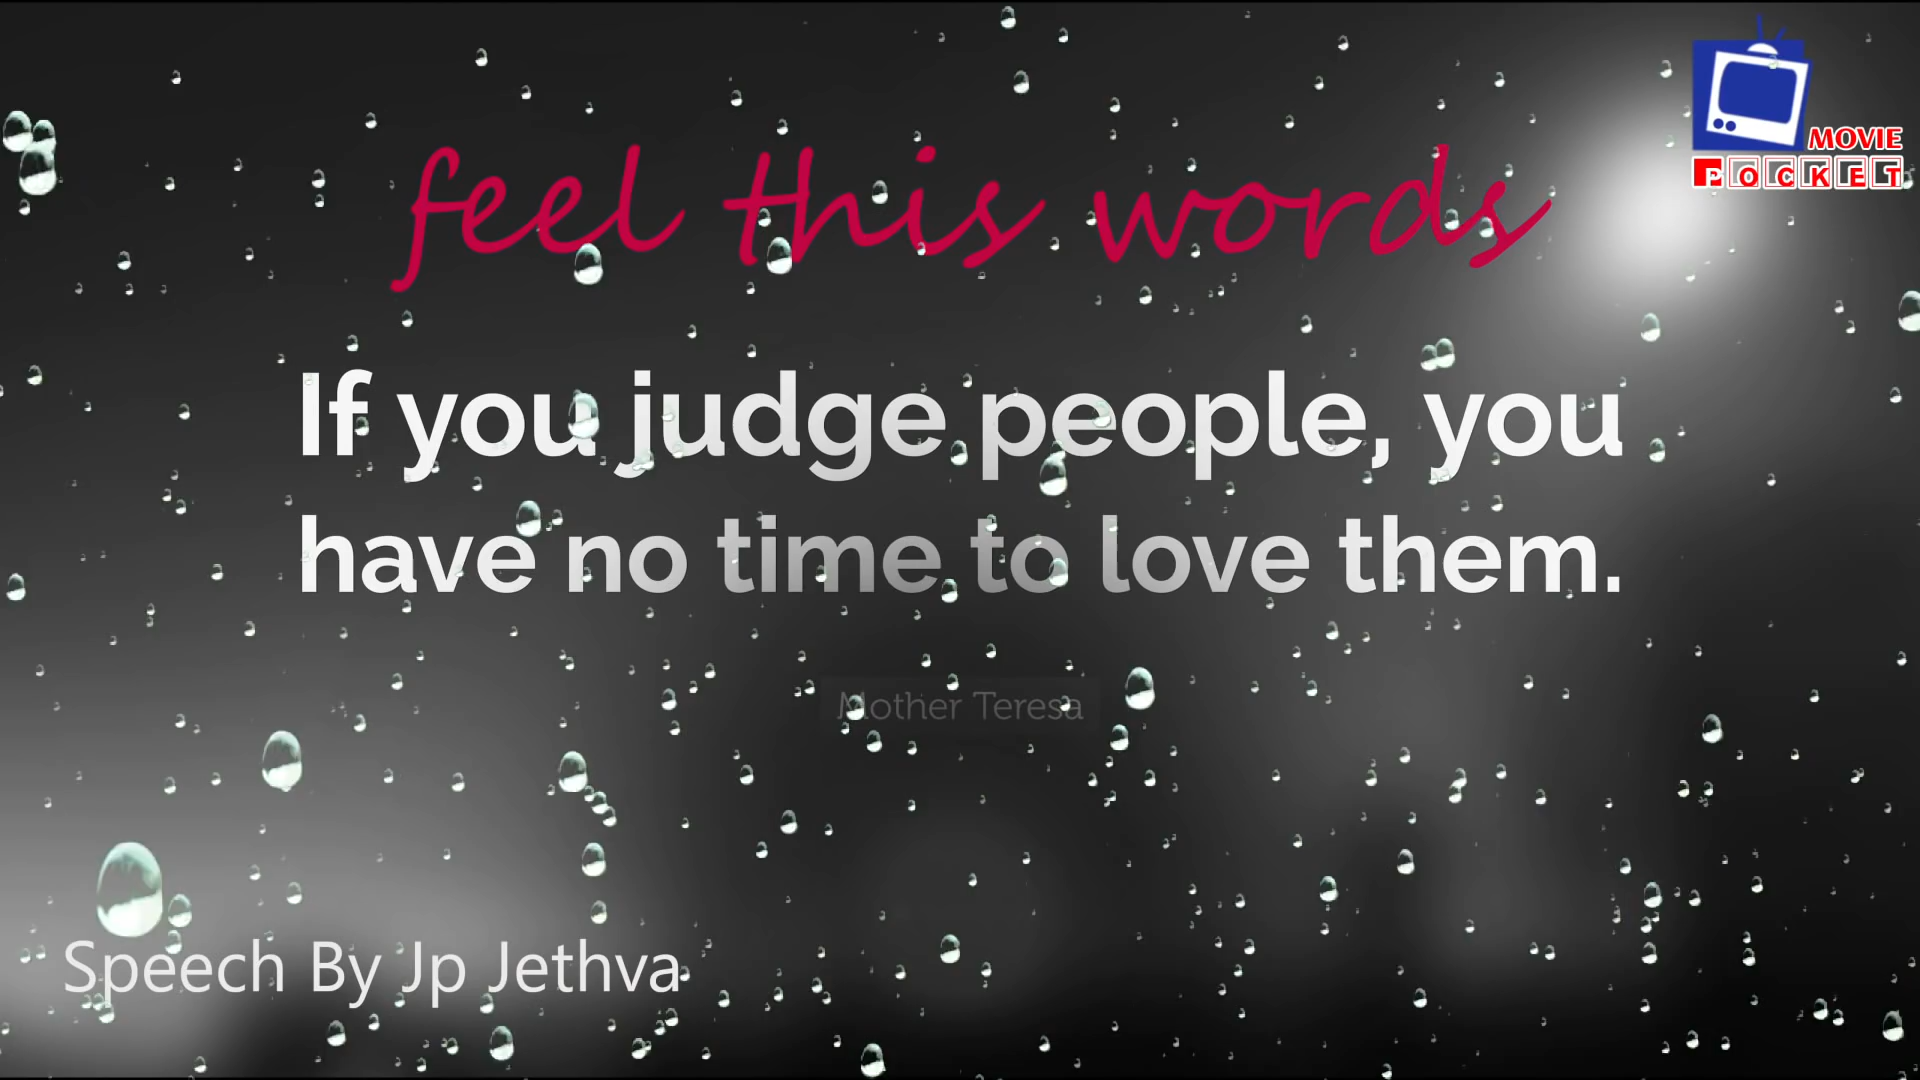 MOVIE
POCKET
feel this words
If you judge people, you
have no time to love them.
Mother Teresa
Speech By Jp Jethva